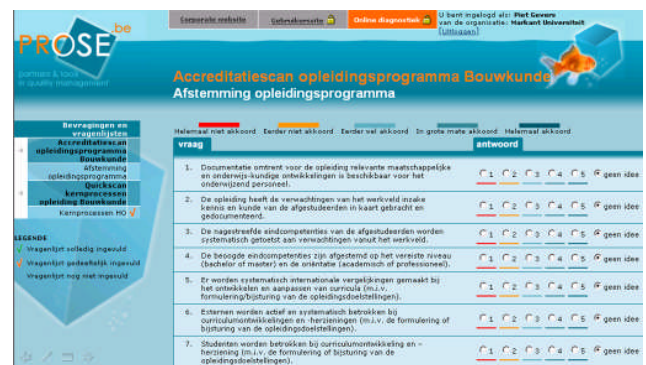 PROSE.be
partners & tools
in quality management
Corporate website
Gebruikerssite
Online diagnostiek
U bent ingelogd als: Piet Gevers
van de organisatie: Markant Universiteit
[Uitloggen]
Accreditatiescan opleidingsprogramma Bouwkunde
Afstemming opleidingsprogramma
Bevragingen en
vragenlijsten
Accreditatiescan
opleidingsprogramma
Bouwkunde
Afstemming
opleidingsprogramma
Quickscan
kernprocessen
opleiding Bouwkunde
Kernprocessen HO
LEGENDE
Vragenlijst volledig ingevuld
Vragenlijst gedeeltelijk ingevuld
Vragenlijst nog niet ingevuld
Helemaal niet akkoord Eerder niet akkoord Eerder wel akkoord In grote mate akkoord Helemaal akkoord
vraag antwoord
1. Documentatie omtrent voor de opleiding relevante maatschappelijke
en onderwijs-kundige ontwikkelingen is beschikbaar voor het
onderwijzend personeel.
1 2 3 4 5 geen idee
2. De opleiding heeft de verwachtingen van het werkveld inzake
kennis en kunde van de afgestudeerden in kaart gebracht en
gedocumenteerd.
1 2 3 4 5 geen idee
3. De nagestreefde eindcompetenties van de afgestudeerden worden
systematisch getoetst aan verwachtingen vanuit het werkveld.
1 2 3 4 5 geen idee
4. De beoogde eindcompetenties zijn afgestemd op het vereiste niveau
(bachelor of master) en de oriëntatie (academisch of professioneel).
1 2 3 4 5 geen idee
5. Er worden systematisch internationale vergelijkingen gemaakt bij
het ontwikkelen en aanpassen van curricula (m.i.v.
formulering/bijsturing van de opleidingsdoelstellingen).
1 2 3 4 5 geen idee
6. Externen worden actief en systematisch betrokken bij
curriculumontwikkelingen en -herzieningen (m.i.v. de formulering of
bijsturing van de opleidingsdoelstellingen).
1 2 3 4 5 geen idee
7. Studenten worden betrokken bij curriculumontwikkeling en –
herziening (m.i.v. de formulering of bijsturing van de
opleidingsdoelstellingen).
1 2 3 4 5 geen idee